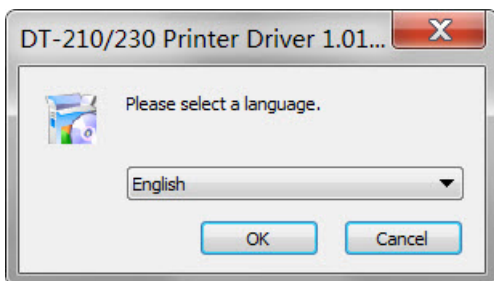 DT-210/230 Printer Driver 1.01...
Please select a language.
English
OK Cancel